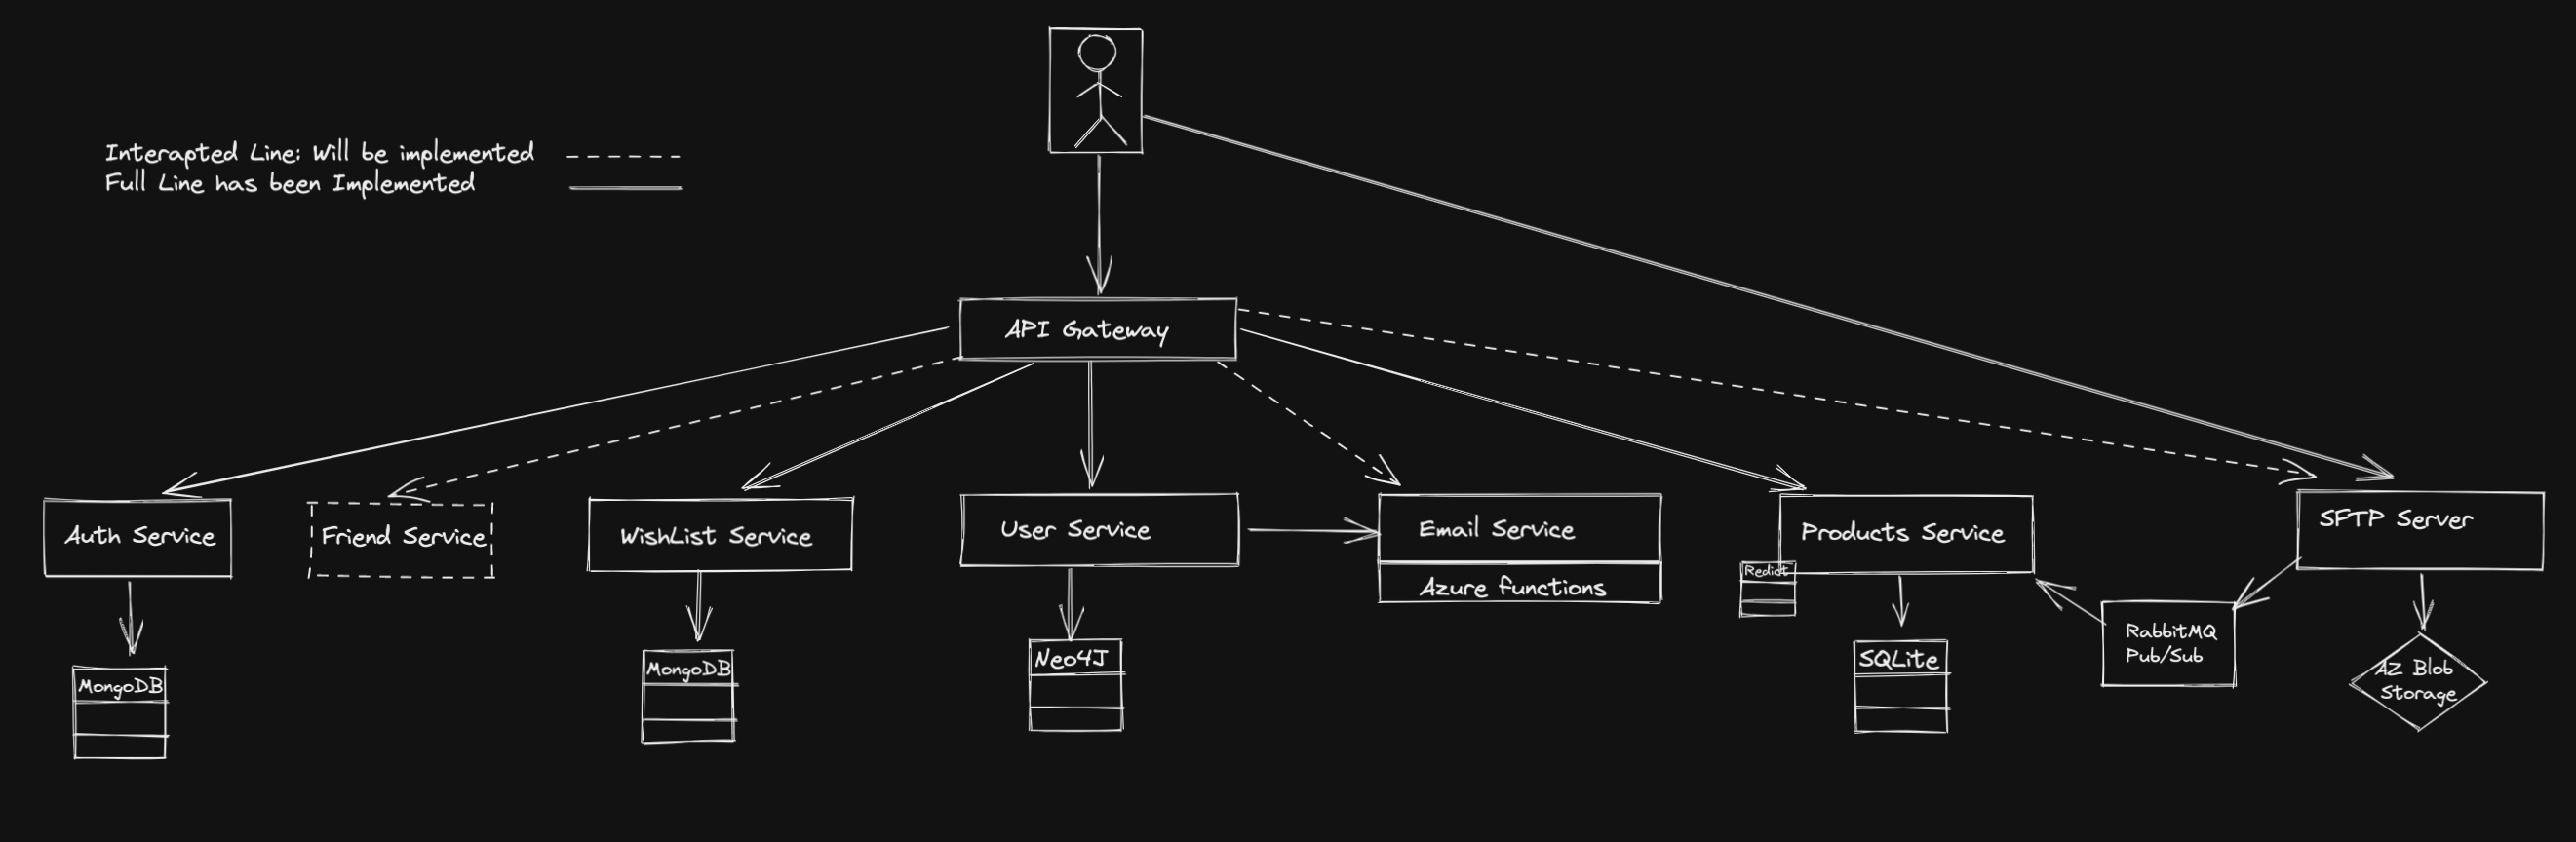 Interapted Line: Will be implemented
Full Line has been Implemented
API Gateway
Auth Service
Friend Service
WishList Service
User Service
Email Service
Azure functions
Products Service
Redict
SFTP Server
RabbitMQ
Pub/Sub
MongoDB
MongoDB
Neo4J
SQLite
AZ Blob
Storage